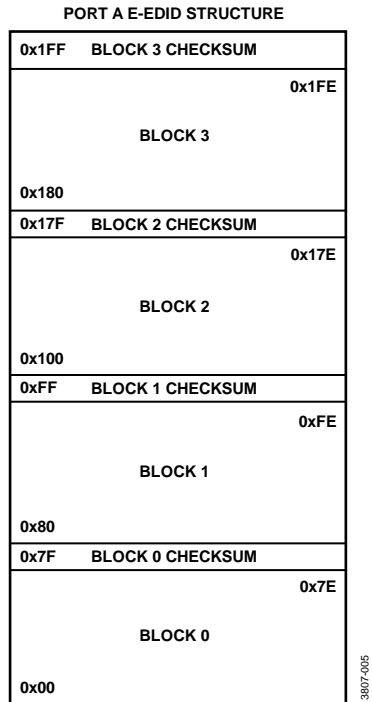 PORT A E-EDID STRUCTURE
0x1FF BLOCK 3 CHECKSUM
0x1FE
BLOCK 3
0x180
0x17F BLOCK 2 CHECKSUM
0x17E
BLOCK 2
0x100
0xFF BLOCK 1 CHECKSUM
0xFE
BLOCK 1
0x80
0x7F BLOCK 0 CHECKSUM
0x7E
BLOCK 0
0x00
3807-005